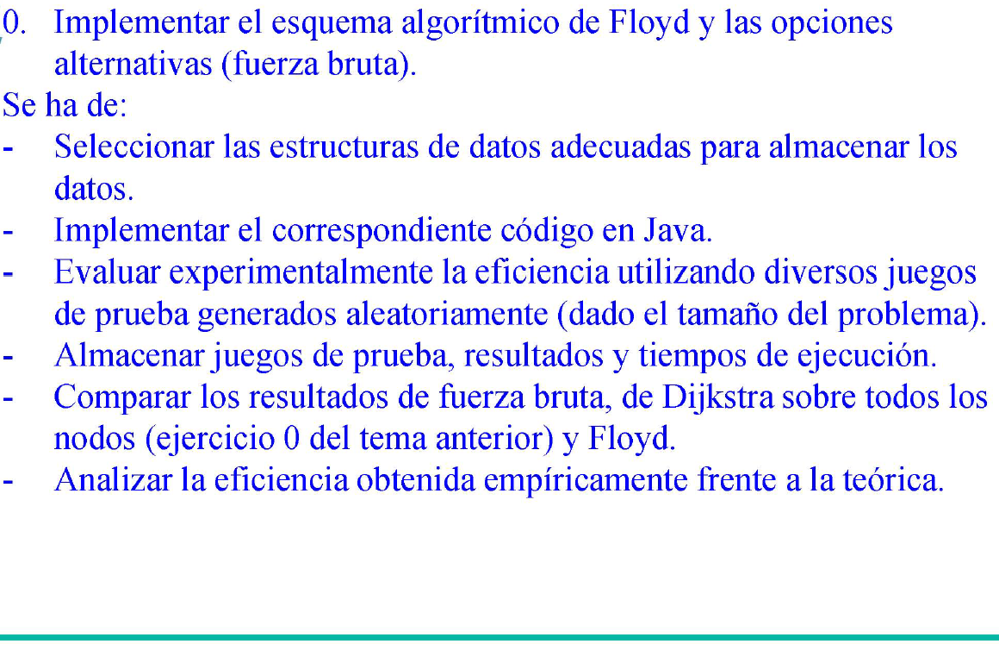 0. Implementar el esquema algorítmico de Floyd y las opciones
alternativas (fuerza bruta).
Se ha de:
- Seleccionar las estructuras de datos adecuadas para almacenar los
datos.
- Implementar el correspondiente código en Java.
- Evaluar experimentalmente la eficiencia utilizando diversos juegos
de prueba generados aleatoriamente (dado el tamaño del problema).
- Almacenar juegos de prueba, resultados y tiempos de ejecución.
- Comparar los resultados de fuerza bruta, de Dijkstra sobre todos los
nodos (ejercicio 0 del tema anterior) y Floyd.
- Analizar la eficiencia obtenida empíricamente frente a la teórica.